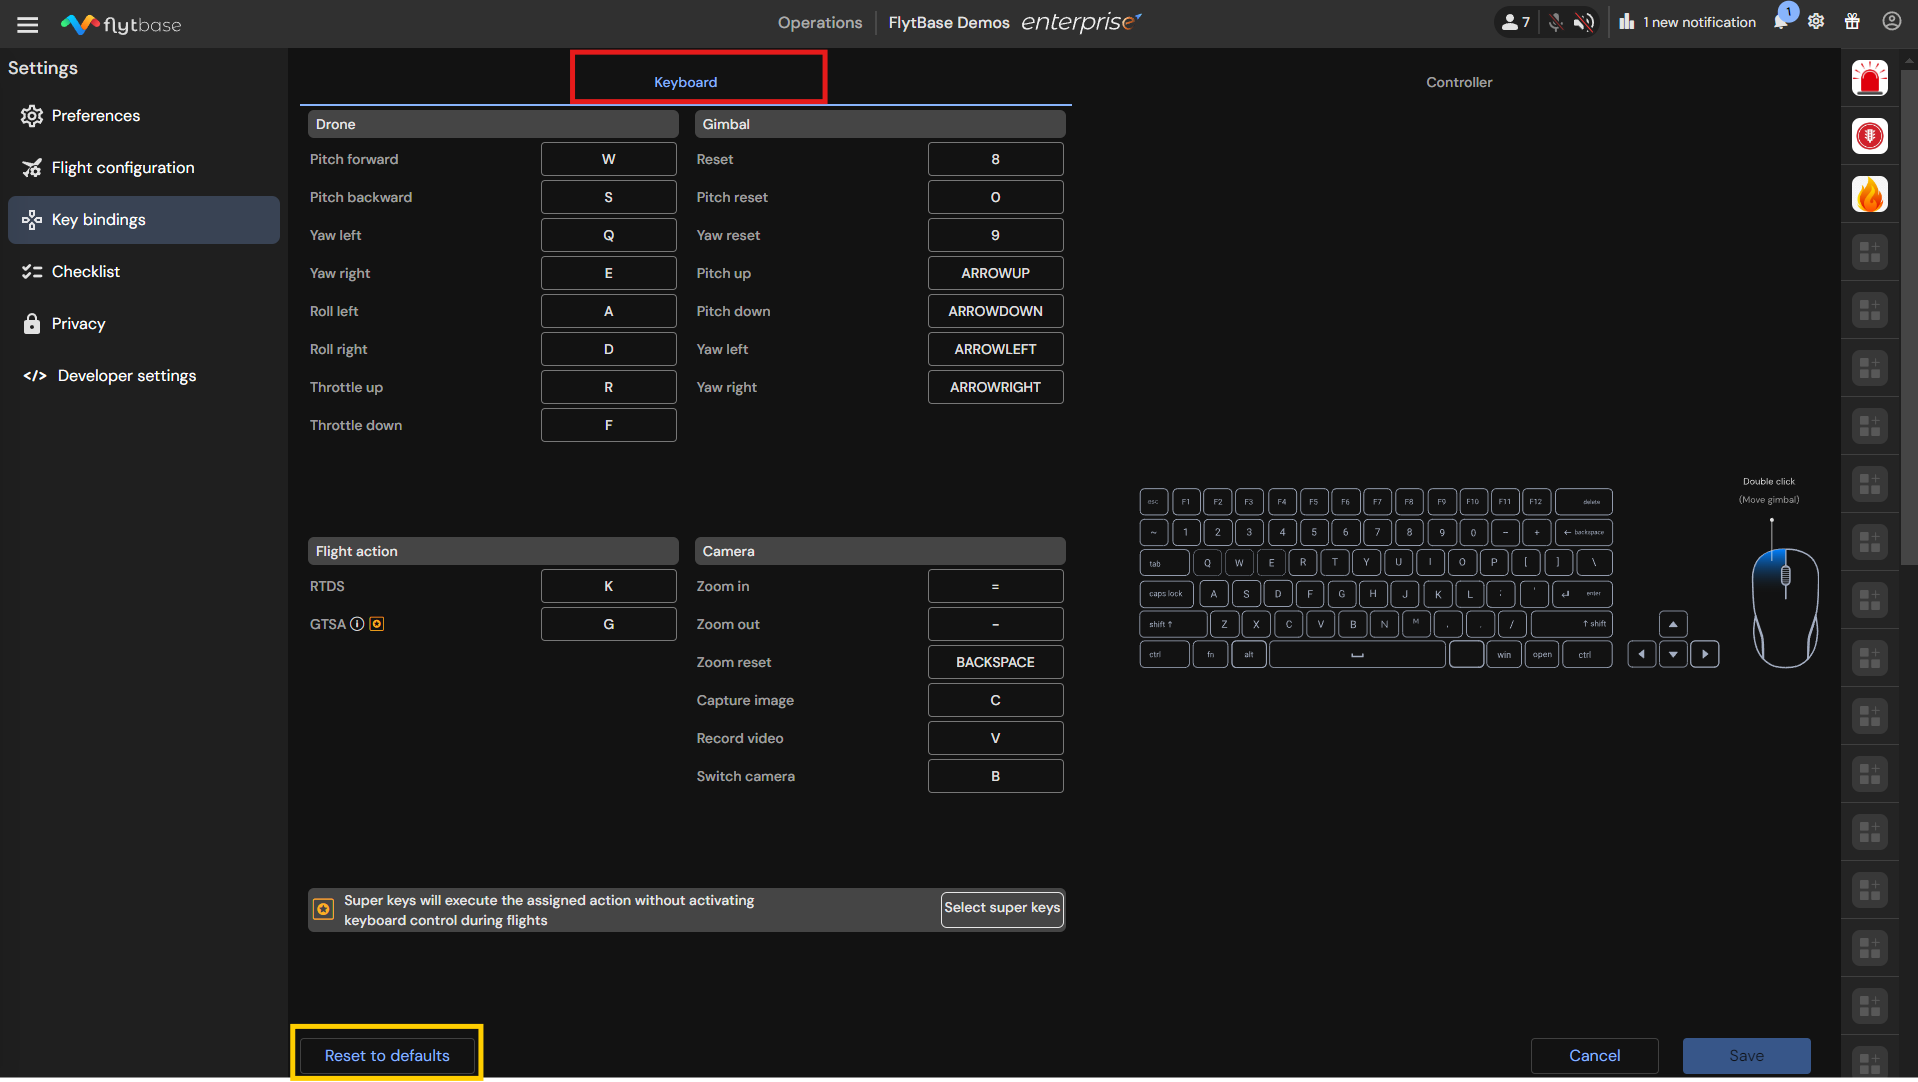 flytbase
Operations
FlytBase Demos enterprise
7
1 new notification
1
Settings
Preferences
Flight configuration
Key bindings
Checklist
Privacy
</> Developer settings
Keyboard
Controller
Drone
Pitch forward W
Pitch backward S
Yaw left Q
Yaw right E
Roll left A
Roll right D
Throttle up R
Throttle down F
Gimbal
Reset 8
Pitch reset 0
Yaw reset 9
Pitch up ARROWUP
Pitch down ARROWDOWN
Yaw left ARROWLEFT
Yaw right ARROWRIGHT
Flight action
RTDS K
GTSA G
Camera
Zoom in =
Zoom out -
Zoom reset BACKSPACE
Capture image C
Record video V
Switch camera B
Super keys will execute the assigned action without activating
keyboard control during flights
Select super keys
Double click
(Move gimbal)
esc F1 F2 F3 F4 F5 F6 F7 F8 F9 F10 F11 F12 delete
~ 1 2 3 4 5 6 7 8 9 0 - + ← backspace
tab Q W E R T Y U I O P [ ] \
caps lock A S D F G H J K L ; ' ↵ enter
shift ↑ Z X C V B N M , . / ↑ shift
ctrl fn alt win open ctrl
Reset to defaults
Cancel
Save